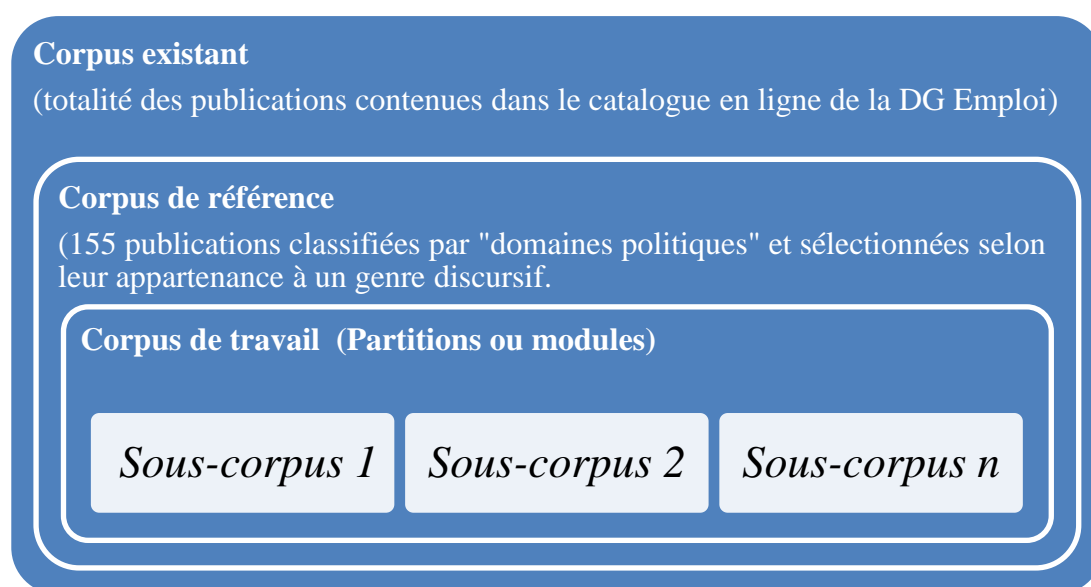 Corpus existant
(totalité des publications contenues dans le catalogue en ligne de la DG Emploi)
Corpus de référence
(155 publications classifiées par "domaines politiques" et sélectionnées selon
leur appartenance à un genre discursif.
Corpus de travail (Partitions ou modules)
Sous-corpus 1
Sous-corpus 2
Sous-corpus n